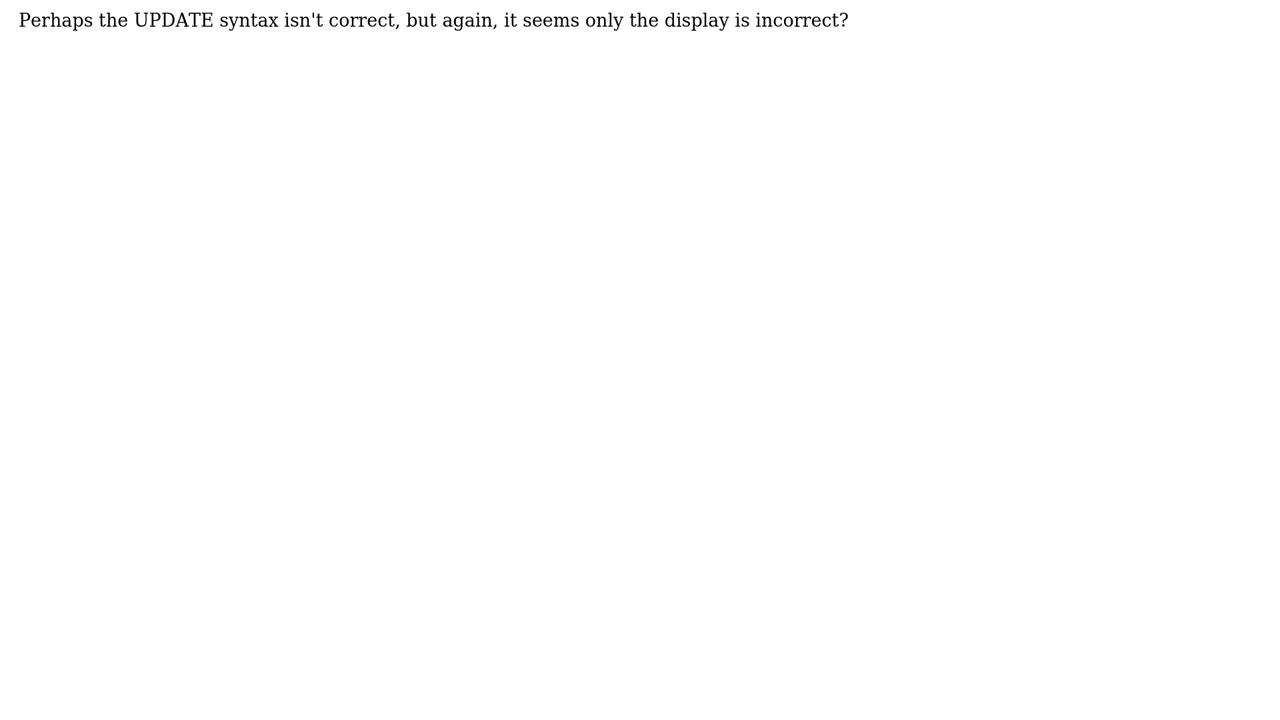 Perhaps the UPDATE syntax isn't correct, but again, it seems only the display is incorrect?